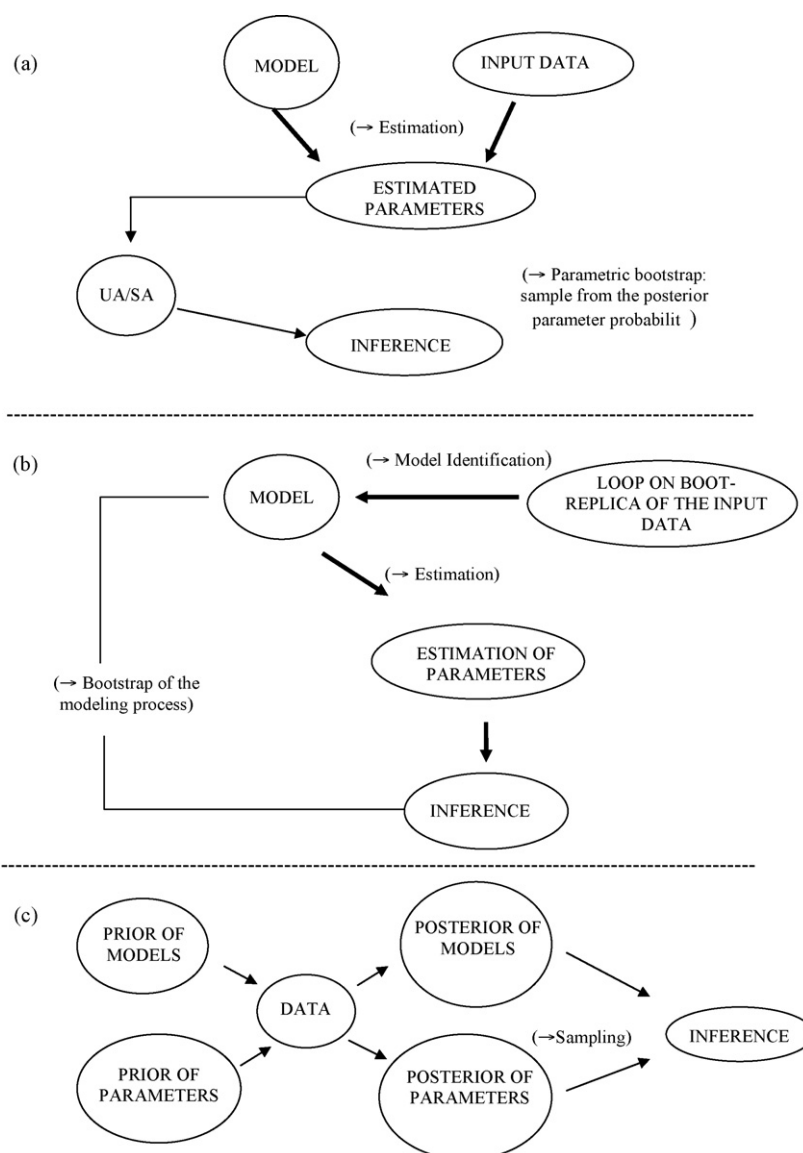 (a)
MODEL
INPUT DATA
(→ Estimation)
ESTIMATED
PARAMETERS
UA/SA
(→ Parametric bootstrap:
sample from the posterior
parameter probabilit )
INFERENCE
(b)
(→ Model Identification)
MODEL
LOOP ON BOOT-
REPLICA OF THE INPUT
DATA
(→ Estimation)
ESTIMATION OF
PARAMETERS
(→ Bootstrap of the
modeling process)
INFERENCE
(c)
PRIOR OF
MODELS
POSTERIOR OF
MODELS
DATA
(→Sampling)
INFERENCE
PRIOR OF
PARAMETERS
POSTERIOR OF
PARAMETERS